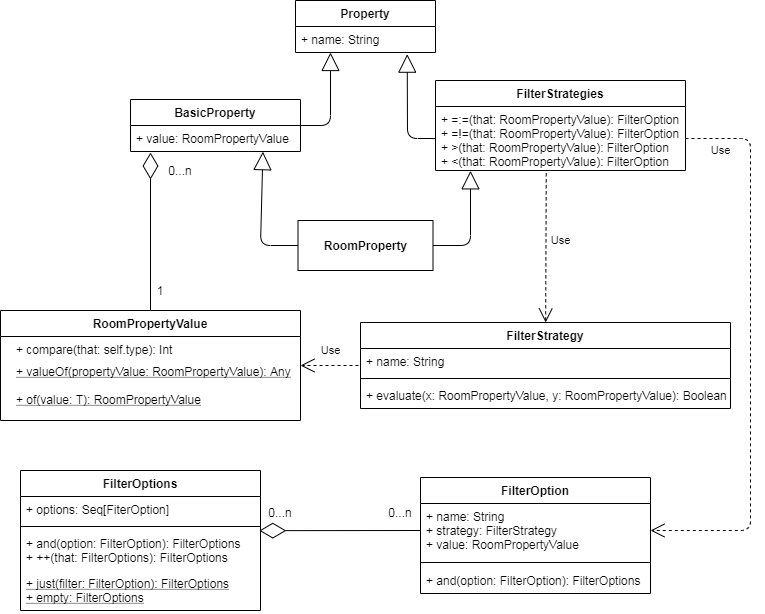 Property
+ name: String
FilterStrategies
+ =:=(that: RoomPropertyValue): FilterOption
+ =!=(that: RoomPropertyValue): FilterOption
+ >(that: RoomPropertyValue): FilterOption
+ <(that: RoomPropertyValue): FilterOption
BasicProperty
+ value: RoomPropertyValue
Use
0...n
RoomProperty
Use
1
RoomPropertyValue
+ compare(that: self.type): Int
+ valueOf(propertyValue: RoomPropertyValue): Any
+ of(value: T): RoomPropertyValue
Use
FilterStrategy
+ name: String
+ evaluate(x: RoomPropertyValue, y: RoomPropertyValue): Boolean
FilterOptions
+ options: Seq[FiterOption]
+ and(option: FilterOption): FilterOptions
+ ++(that: FilterOptions): FilterOptions
+ just(filter: FilterOption): FilterOptions
+ empty: FilterOptions
0...n
0...n
FilterOption
+ name: String
+ strategy: FilterStrategy
+ value: RoomPropertyValue
+ and(option: FilterOption): FilterOptions